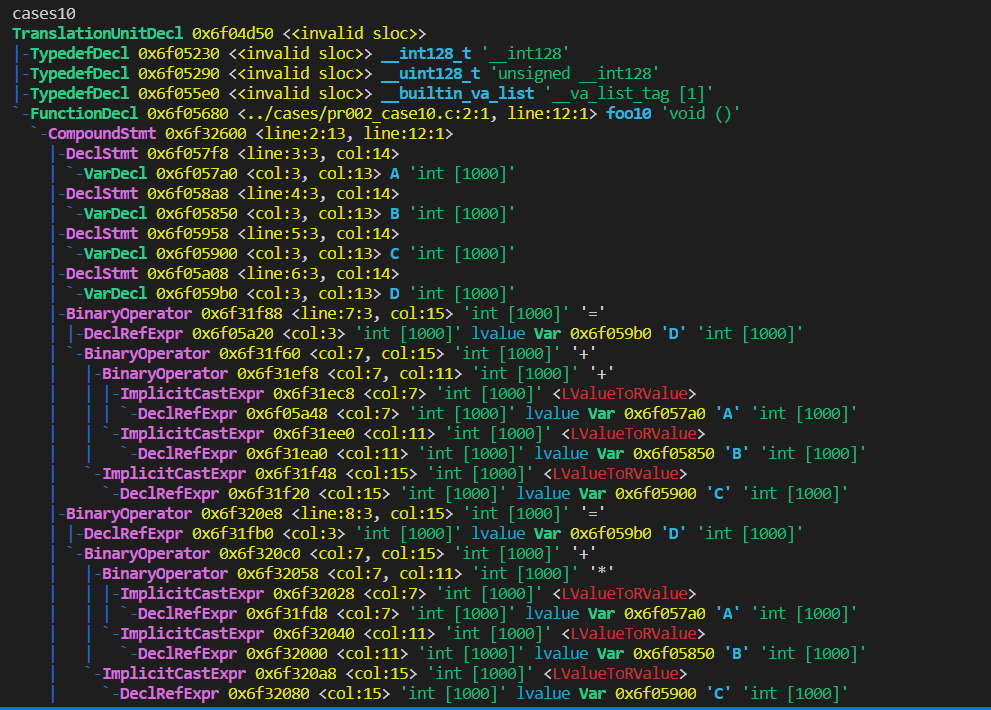 cases10
TranslationUnitDecl 0x6f04d50 <<invalid sloc>>
|-TypedefDecl 0x6f05230 <<invalid sloc>> __int128_t '__int128'
|-TypedefDecl 0x6f05290 <<invalid sloc>> __uint128_t 'unsigned __int128'
|-TypedefDecl 0x6f055e0 <<invalid sloc>> __builtin_va_list '__va_list_tag [1]'
`-FunctionDecl 0x6f05680 <../cases/pr002_case10.c:2:1, line:12:1> foo10 'void ()'
  `-CompoundStmt 0x6f32600 <line:2:13, line:12:1>
    |-DeclStmt 0x6f057f8 <line:3:3, col:14>
    | `-VarDecl 0x6f057a0 <col:3, col:13> A 'int [1000]'
    |-DeclStmt 0x6f058a8 <line:4:3, col:14>
    | `-VarDecl 0x6f05850 <col:3, col:13> B 'int [1000]'
    |-DeclStmt 0x6f05958 <line:5:3, col:14>
    | `-VarDecl 0x6f05900 <col:3, col:13> C 'int [1000]'
    |-DeclStmt 0x6f05a08 <line:6:3, col:14>
    | `-VarDecl 0x6f059b0 <col:3, col:13> D 'int [1000]'
    |-BinaryOperator 0x6f31f88 <line:7:3, col:15> 'int [1000]' '='
    | |-DeclRefExpr 0x6f05a20 <col:3> 'int [1000]' lvalue Var 0x6f059b0 'D' 'int [1000]'
    | `-BinaryOperator 0x6f31f60 <col:7, col:15> 'int [1000]' '+'
    |   |-BinaryOperator 0x6f31ef8 <col:7, col:11> 'int [1000]' '+'
    |   | |-ImplicitCastExpr 0x6f31ec8 <col:7> 'int [1000]' <LValueToRValue>
    |   | | `-DeclRefExpr 0x6f05a48 <col:7> 'int [1000]' lvalue Var 0x6f057a0 'A' 'int [1000]'
    |   | `-ImplicitCastExpr 0x6f31ee0 <col:11> 'int [1000]' <LValueToRValue>
    |   |   `-DeclRefExpr 0x6f31ea0 <col:11> 'int [1000]' lvalue Var 0x6f05850 'B' 'int [1000]'
    |   `-ImplicitCastExpr 0x6f31f48 <col:15> 'int [1000]' <LValueToRValue>
    |     `-DeclRefExpr 0x6f31f20 <col:15> 'int [1000]' lvalue Var 0x6f05900 'C' 'int [1000]'
    |-BinaryOperator 0x6f320e8 <line:8:3, col:15> 'int [1000]' '='
    | |-DeclRefExpr 0x6f31fb0 <col:3> 'int [1000]' lvalue Var 0x6f059b0 'D' 'int [1000]'
    | `-BinaryOperator 0x6f320c0 <col:7, col:15> 'int [1000]' '+'
    |   |-BinaryOperator 0x6f32058 <col:7, col:11> 'int [1000]' '*'
    |   | |-ImplicitCastExpr 0x6f32028 <col:7> 'int [1000]' <LValueToRValue>
    |   | | `-DeclRefExpr 0x6f31fd8 <col:7> 'int [1000]' lvalue Var 0x6f057a0 'A' 'int [1000]'
    |   | `-ImplicitCastExpr 0x6f32040 <col:11> 'int [1000]' <LValueToRValue>
    |   |   `-DeclRefExpr 0x6f32000 <col:11> 'int [1000]' lvalue Var 0x6f05850 'B' 'int [1000]'
    |   `-ImplicitCastExpr 0x6f320a8 <col:15> 'int [1000]' <LValueToRValue>
    |     `-DeclRefExpr 0x6f32080 <col:15> 'int [1000]' lvalue Var 0x6f05900 'C' 'int [1000]'